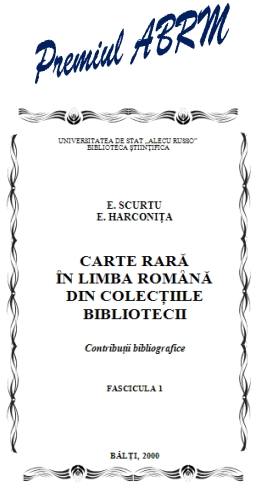 Premiul ABRM
UNIVERSITATEA DE STAT „ALECU RUSSO”
BIBLIOTECA ŞTIINŢIFICA
E. SCURTU
E. HARCONIŢA
CARTE RARĂ
ÎN LIMBA ROMÂNĂ
DIN COLECŢIILE
BIBLIOTECII
Contribuţii bibliografice
FASCICULA 1
BĂLŢI, 2000